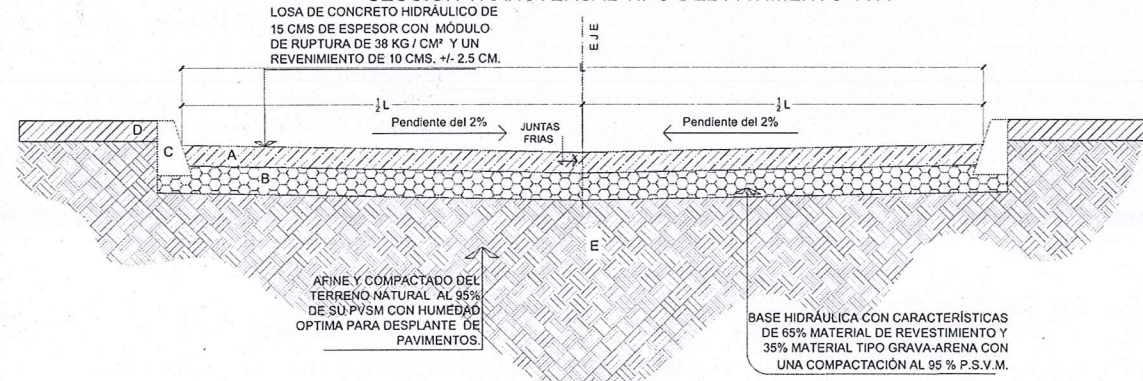 LOSA DE CONCRETO HIDRÁULICO DE
15 CMS DE ESPESOR CON MÓDULO
DE RUPTURA DE 38 KG / CM² Y UN
REVENIMIENTO DE 10 CMS. +/- 2.5 CM.
EJE
L
½ L
½ L
Pendiente del 2%
JUNTAS
FRIAS
Pendiente del 2%
D
C
A
B
E
AFINE Y COMPACTADO DEL
TERRENO NATURAL AL 95%
DE SU PVSM CON HUMEDAD
OPTIMA PARA DESPLANTE DE
PAVIMENTOS.
BASE HIDRÁULICA CON CARACTERÍSTICAS
DE 65% MATERIAL DE REVESTIMIENTO Y
35% MATERIAL TIPO GRAVA-ARENA CON
UNA COMPACTACIÓN AL 95 % P.S.V.M.